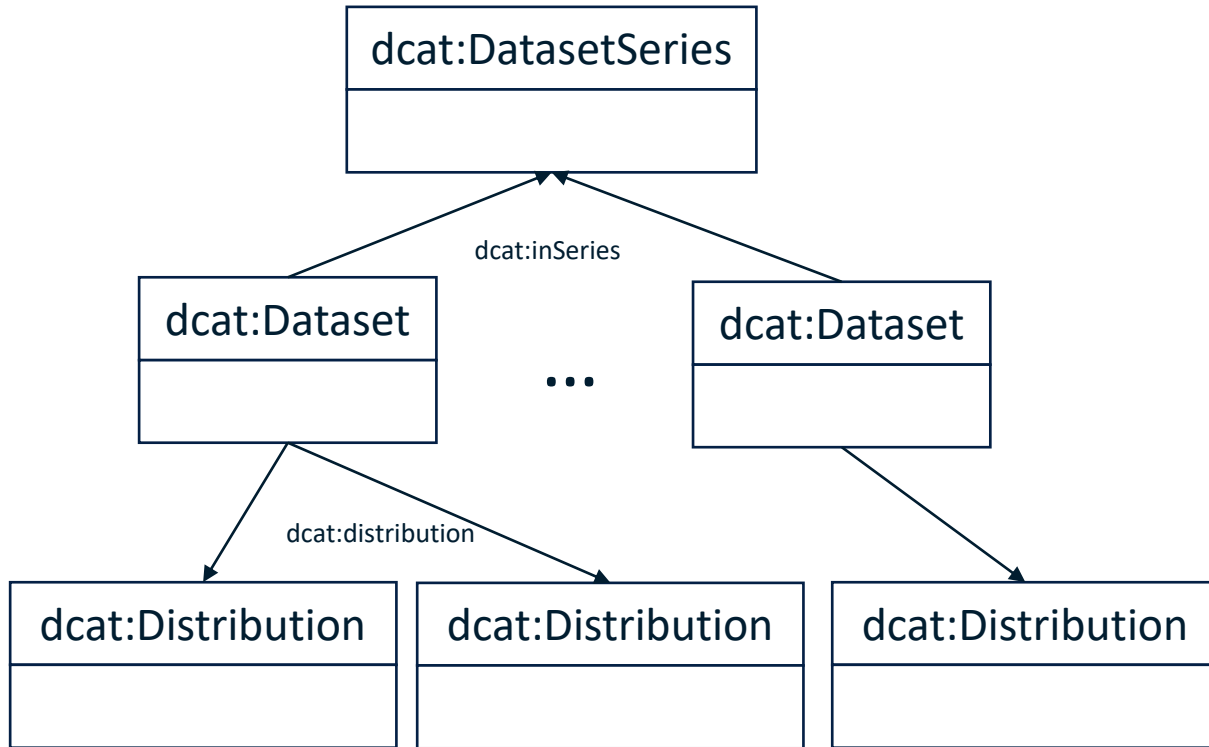 dcat:DatasetSeries
dcat:inSeries
dcat:Dataset
dcat:Dataset
...
dcat:distribution
dcat:Distribution
dcat:Distribution
dcat:Distribution